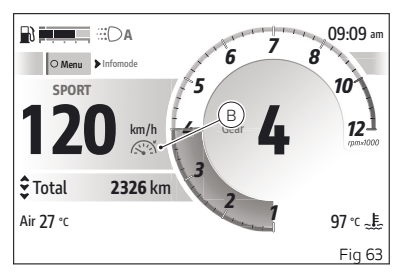 A
09:09 am
Menu
Infomode
SPORT
120 km/h
B
Gear
4
1
2
3
4
5
6
7
8
10
12
rpm×1000
Total 2326 km
Air 27 °C
97 °C
Fig 63